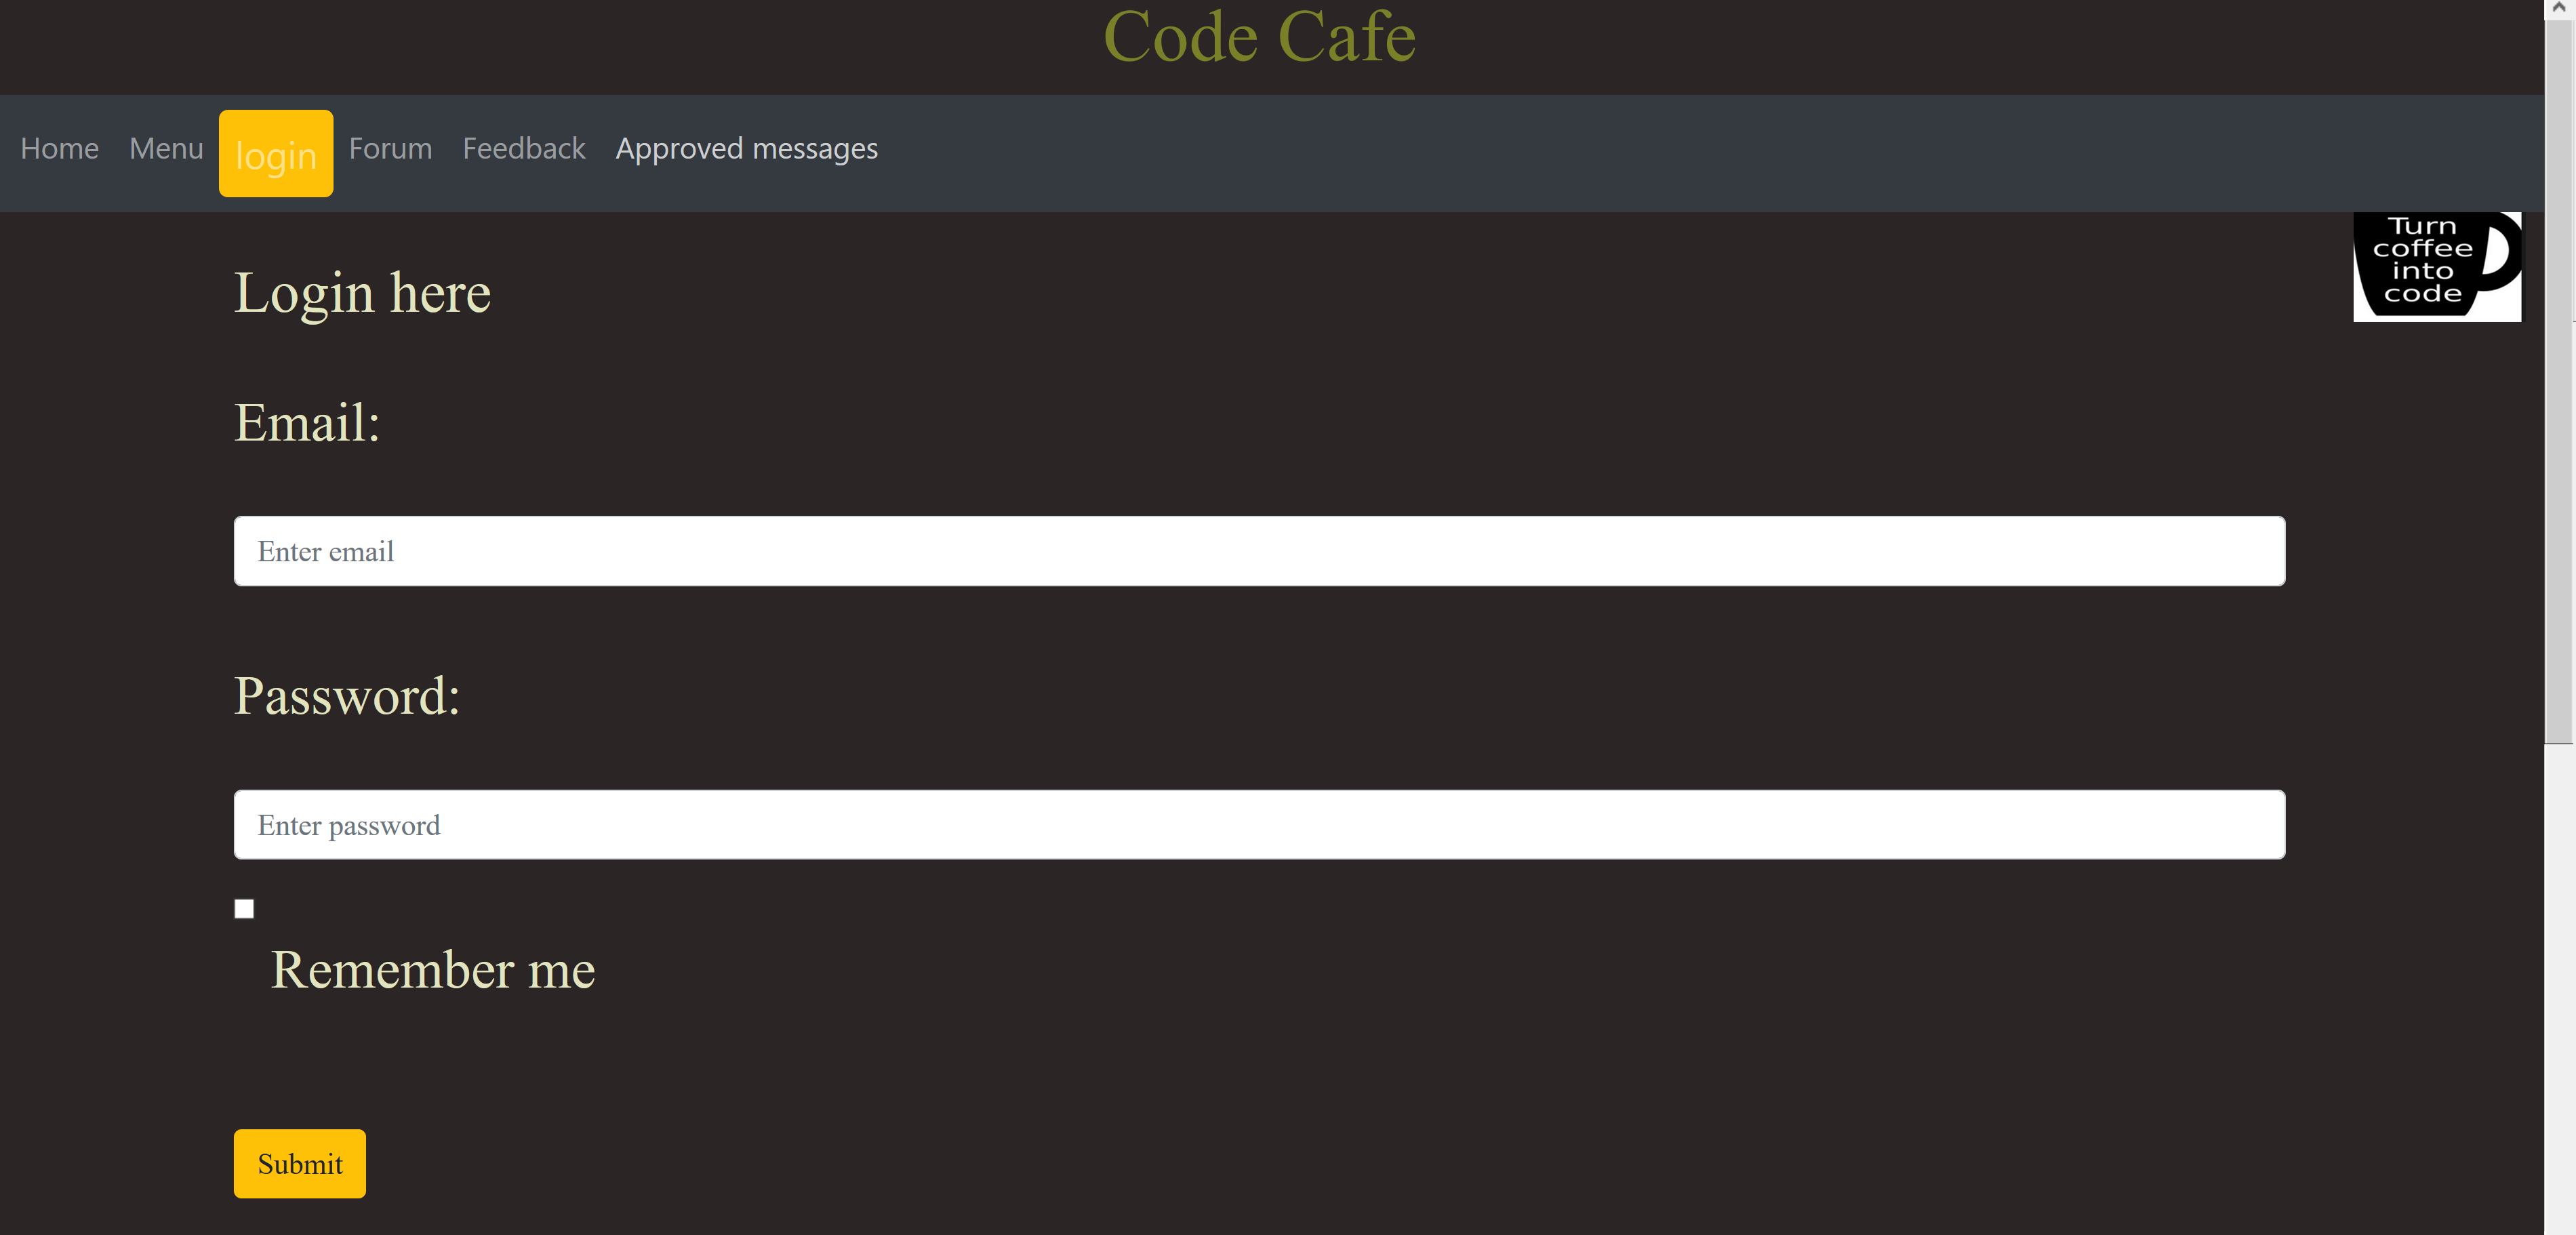 Code Cafe
Home Menu login Forum Feedback Approved messages
Turn
coffee
into
code
Login here
Email:
Enter email
Password:
Enter password
Remember me
Submit